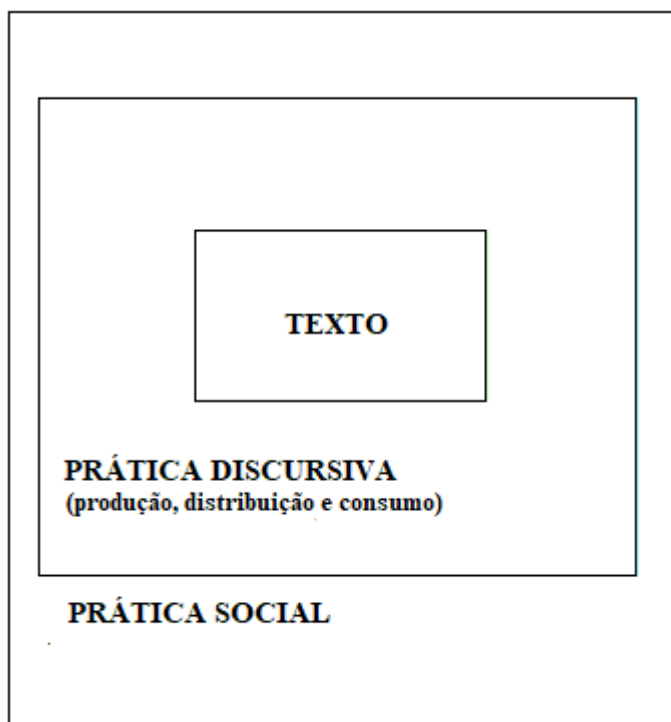 TEXTO
PRÁTICA DISCURSIVA
(produção, distribuição e consumo)
PRÁTICA SOCIAL